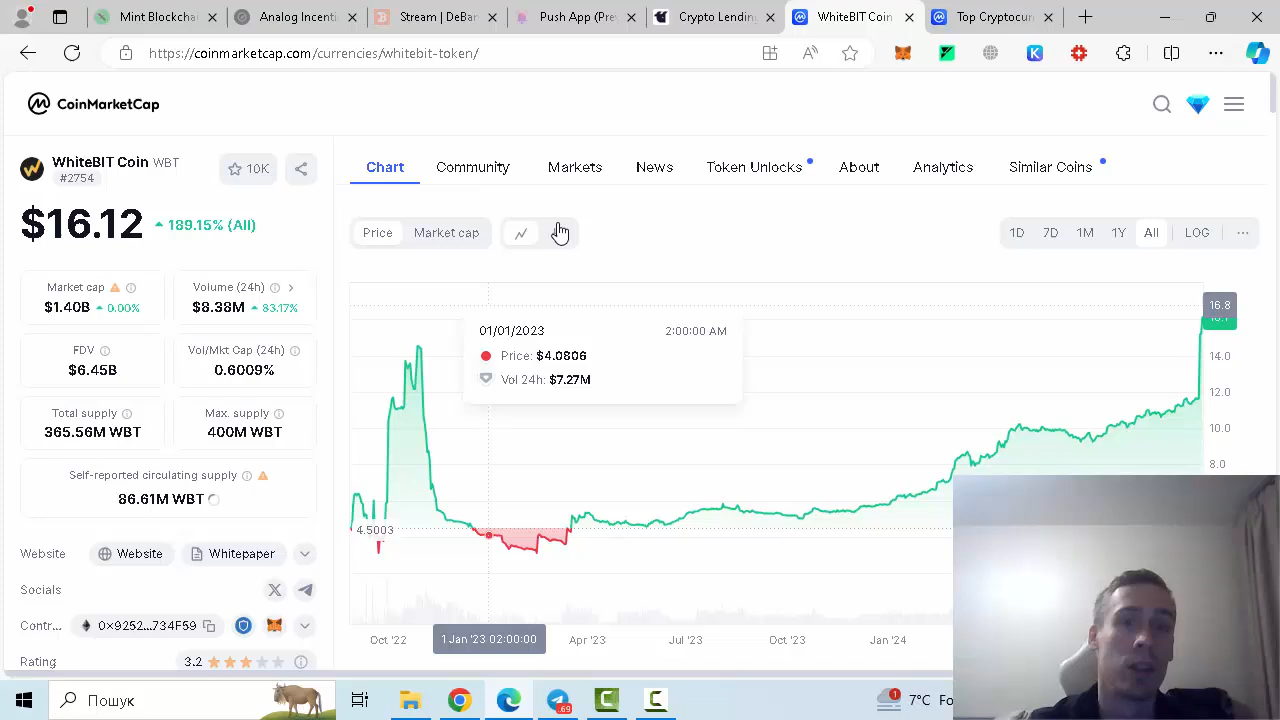 Mint Blockchai
Analog Incenti
Stream | DBan
Push App (Prev
Crypto Lending
WhiteBIT Coin
Top Cryptocurr
https://coinmarketcap.com/currencies/whitebit-token/
CoinMarketCap
WhiteBIT Coin WBT
#2754
10K
$16.12 189.15% (All)
Market cap
$1.40B 0.00%
Volume (24h)
$8.38M 83.17%
FDV
$6.45B
Vol/Mkt Cap (24h)
0.6009%
Total supply
365.56M WBT
Max. supply
400M WBT
Self-reported circulating supply
86.61M WBT
Website Website Whitepaper
Socials
Contr... 0x9252...734F59
Rating 3.2
Chart Community Markets News Token Unlocks About Analytics Similar Coins
Price Market cap
1D 7D 1M 1Y All LOG ...
01/01/2023 2:00:00 AM
Price: $4.0806
Vol 24h: $7.27M
16.8
14.0
12.0
10.0
8.0
4.5003
Oct '22 1 Jan '23 02:00:00 Apr '23 Jul '23 Oct '23 Jan '24
Пошук
69
1
7°C